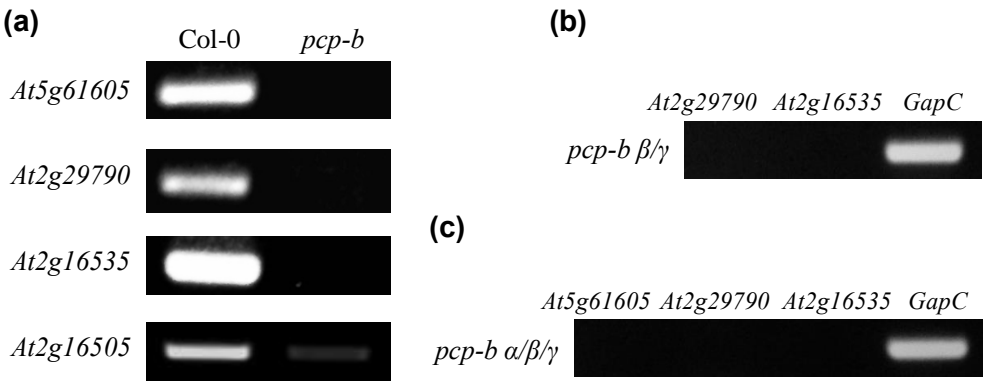 (a)
Col-0 pcp-b
At5g61605
At2g29790
At2g16535
At2g16505
(b)
At2g29790 At2g16535 GapC
pcp-b β/γ
(c)
At5g61605 At2g29790 At2g16535 GapC
pcp-b α/β/γ